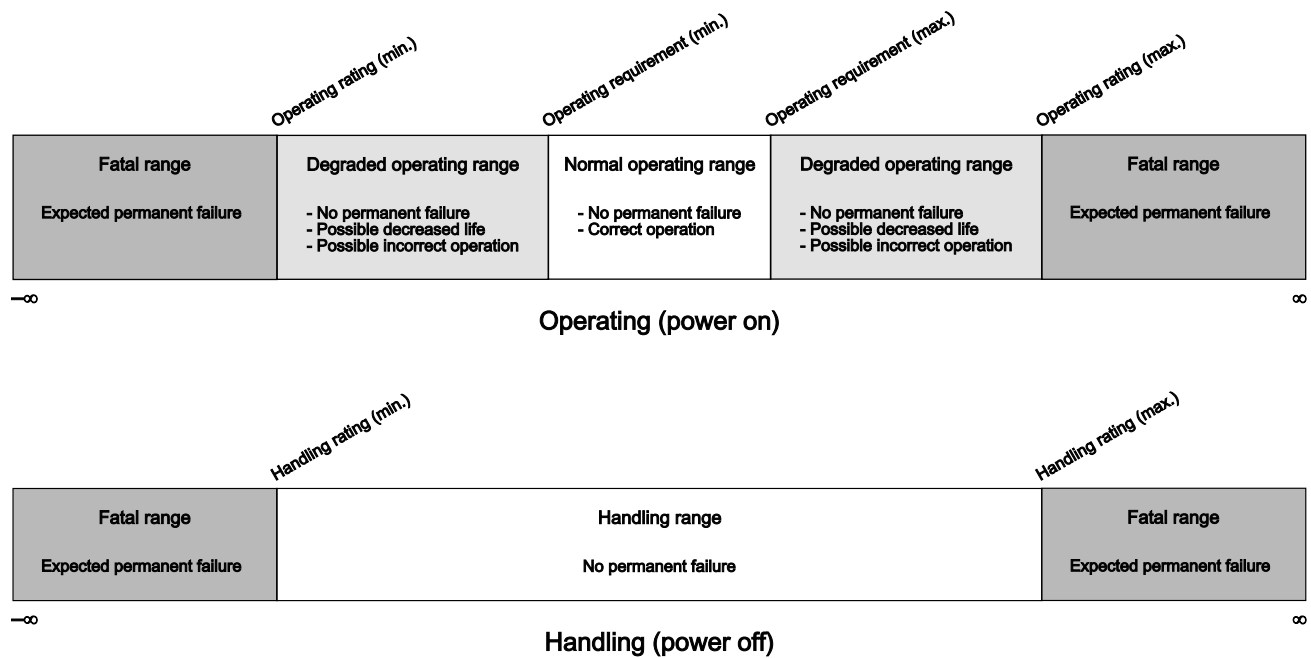 Operating rating (min.)
Operating requirement (min.)
Operating requirement (max.)
Operating rating (max.)
Fatal range
Expected permanent failure
Degraded operating range
- No permanent failure
- Possible decreased life
- Possible incorrect operation
Normal operating range
- No permanent failure
- Correct operation
Degraded operating range
- No permanent failure
- Possible decreased life
- Possible incorrect operation
Fatal range
Expected permanent failure
–∞
∞
Operating (power on)
Handling rating (min.)
Handling rating (max.)
Fatal range
Expected permanent failure
Handling range
No permanent failure
Fatal range
Expected permanent failure
–∞
∞
Handling (power off)